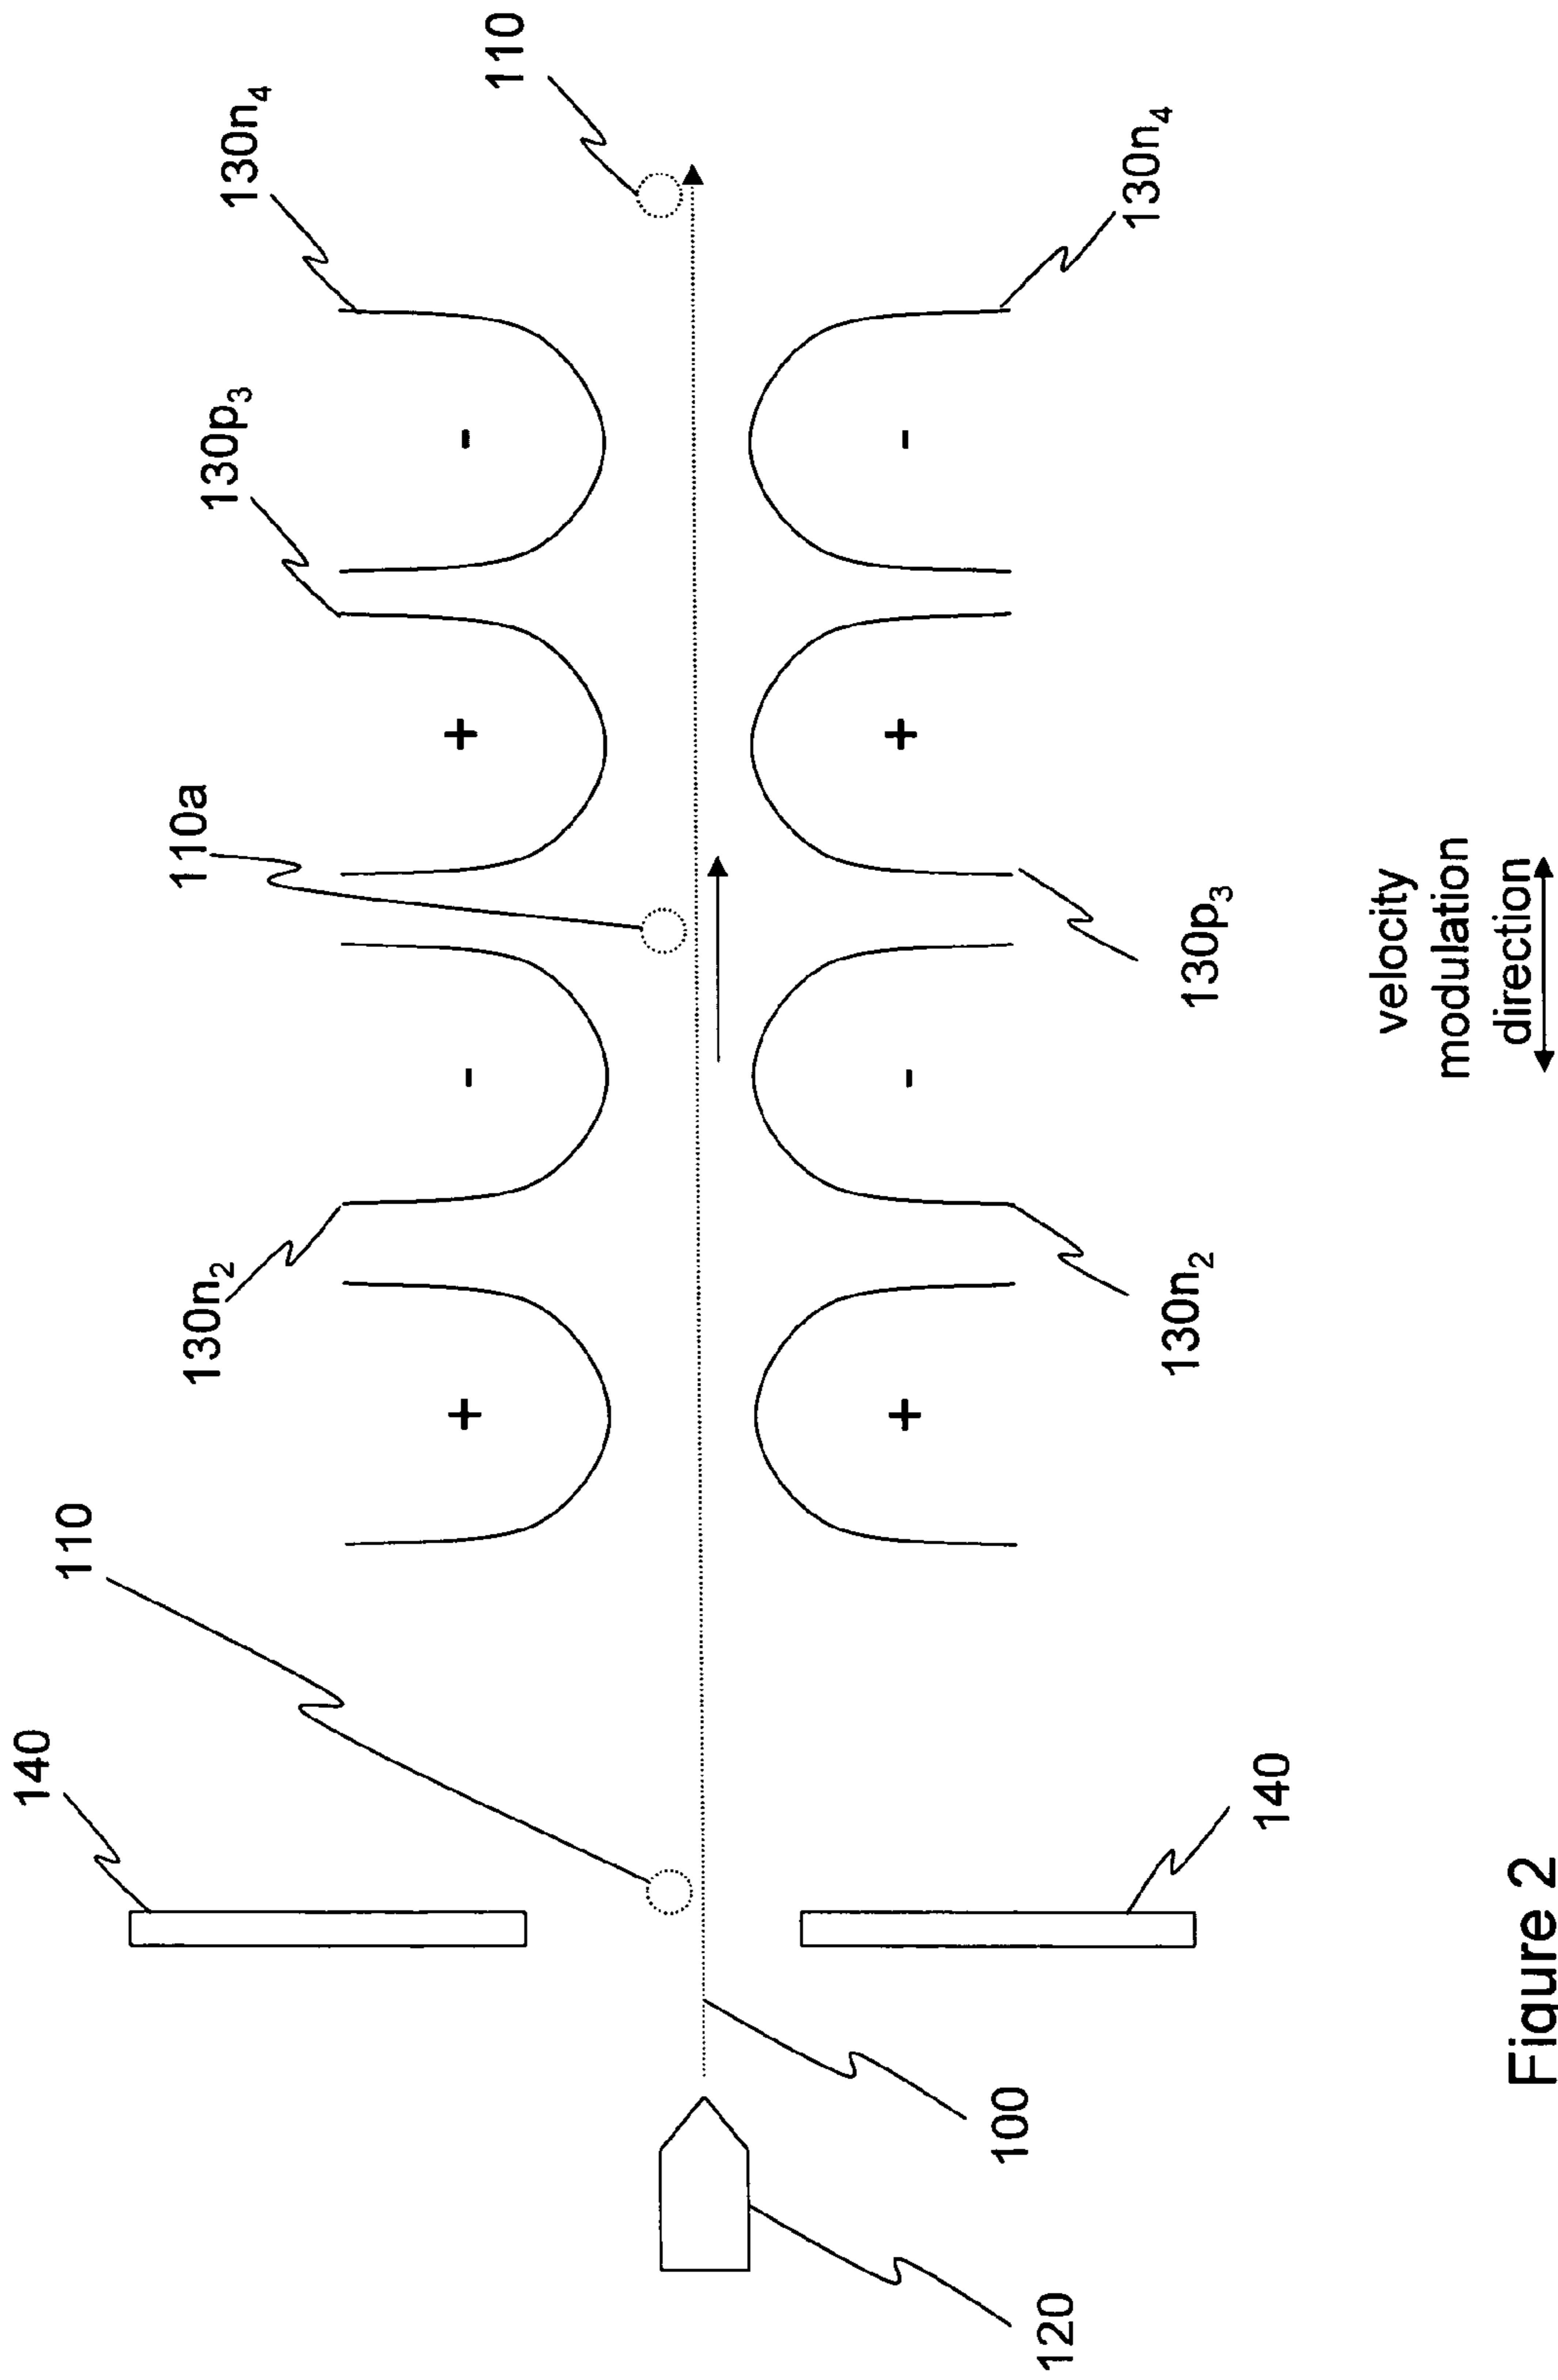 110
130n₄
130p₃
110a
130n₂
110
140
-
+
-
+
-
+
-
+
130n₄
130p₃
130n₂
140
100
120
velocity
modulation
direction
Figure 2